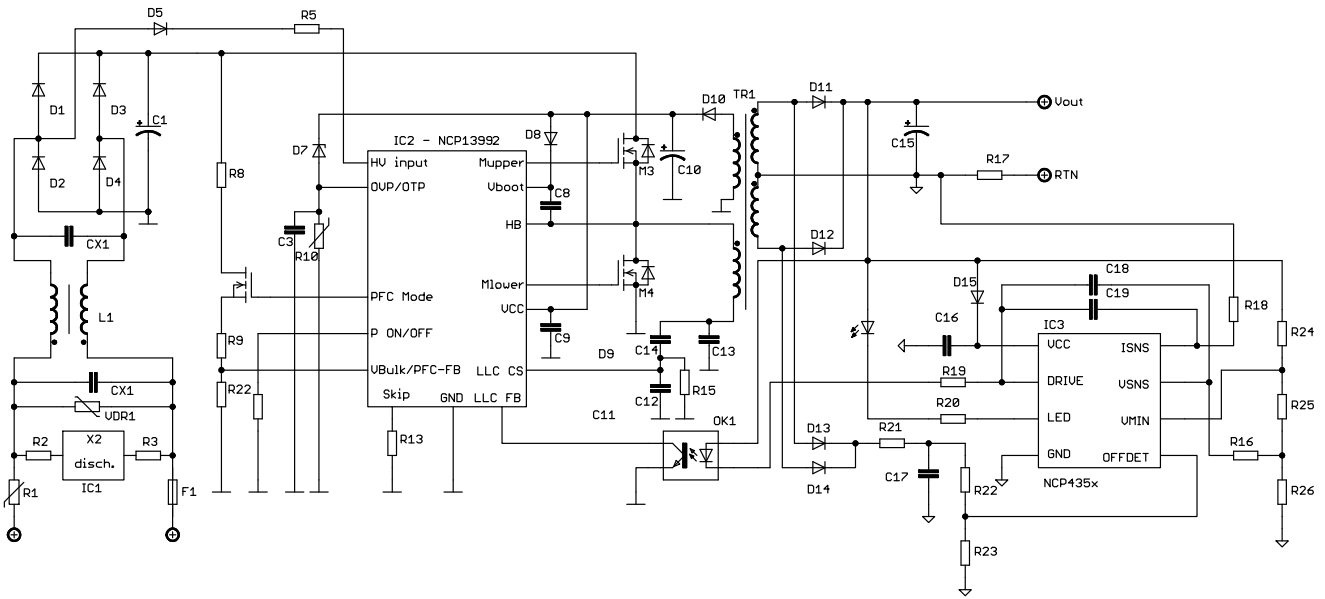 D5
R5
D1
D3
C1
D2
D4
CX1
L1
CX1
VDR1
R2
X2
disch.
IC1
R3
R1
F1
R8
R9
R22
D7
C3
R10
IC2 - NCP13992
HV input
OVP/OTP
PFC Mode
P ON/OFF
VBulk/PFC-FB
Skip
GND
LLC FB
Mupper
Vboot
HB
Mlower
VCC
LLC CS
R13
D8
C8
C9
M3
M4
C10
D10
TR1
D9
C14
C13
C12
R15
C11
OK1
D11
D12
C15
Vout
R17
RTN
D13
D14
R21
C17
R22
R23
D15
C16
C18
C19
R18
R19
R20
IC3
VCC
DRIVE
LED
GND
ISNS
VSNS
VMIN
OFFDET
NCP435x
R16
R24
R25
R26